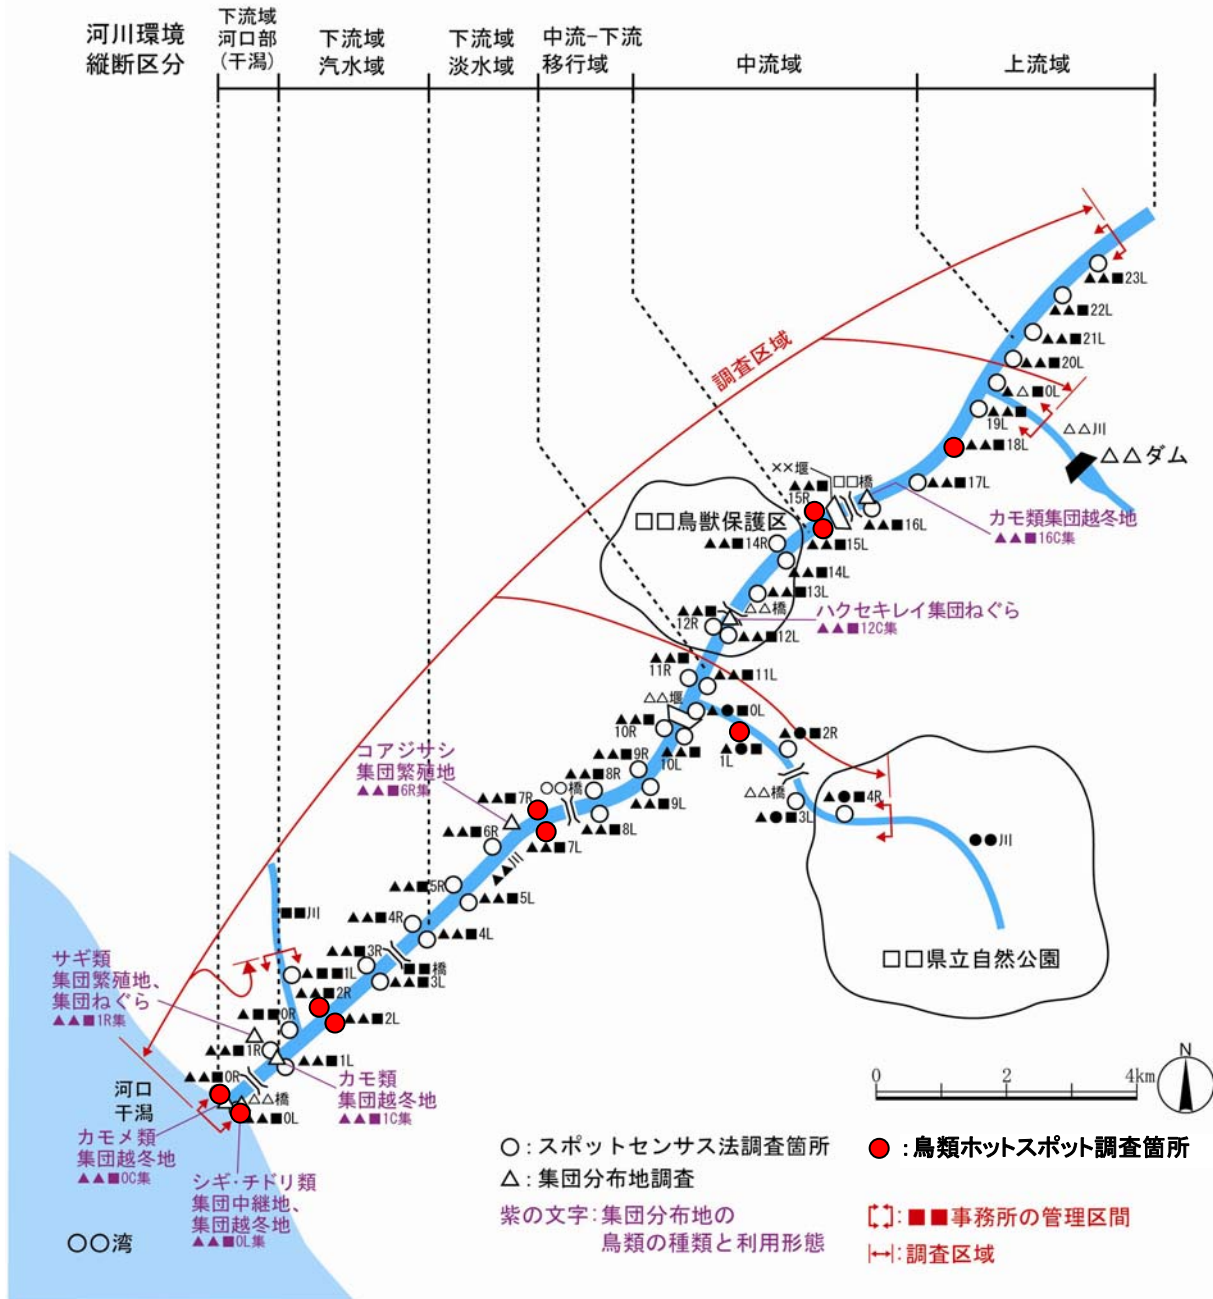 河川環境
縦断区分
下流域
河口部
(干潟)
下流域
汽水域
下流域
淡水域
中流−下流
移行域
中流域
上流域
調査区域
▲▲■23L
▲▲■22L
▲▲■21L
▲▲■20L
▲△■0L
▲▲■
19L
△△川
△△ダム
▲▲■18L
▲▲■17L
××堰
□□橋
▲▲■
15R
▲▲■16L
カモ類集団越冬地
▲▲■16C集
□□鳥獣保護区
▲▲■15L
▲▲■14R
▲▲■14L
▲▲■13L
△△橋
ハクセキレイ集団ねぐら
▲▲■12C集
▲▲■
12R
▲▲■12L
▲▲■
11R
▲▲■11L
△△堰
▲●■0L
▲▲■
10R
▲▲■
10L
▲●■
1L
▲●■2R
コアジサシ
集団繁殖地
▲▲■6R集
▲▲■9R
▲▲■8R
○○橋
▲▲■9L
▲▲■7R
▲▲■8L
△△橋
▲●■4R
▲●■3L
▲▲■6R
▲▲■7L
●●川
▲▲■5R
▲▲■5L
▲▲川
■■川
▲▲■4R
▲▲■4L
▲▲■3R
■■橋
▲▲■3L
□□県立自然公園
サギ類
集団繁殖地、
集団ねぐら
▲▲■1R集
▲■■1L
▲▲■2R
▲■■0R
▲▲■2L
▲▲■1R
▲▲■1L
▲▲■0R
河口
干潟
△△橋
▲▲■0L
カモ類
集団越冬地
▲▲■1C集
カモメ類
集団越冬地
▲▲■0C集
シギ・チドリ類
集団中継地、
集団越冬地
▲▲■0L集
○○湾
N
0 2 4km
○:スポットセンサス法調査箇所
△:集団分布地調査
紫の文字:集団分布地の
鳥類の種類と利用形態
:鳥類ホットスポット調査箇所
:■■事務所の管理区間
:調査区域